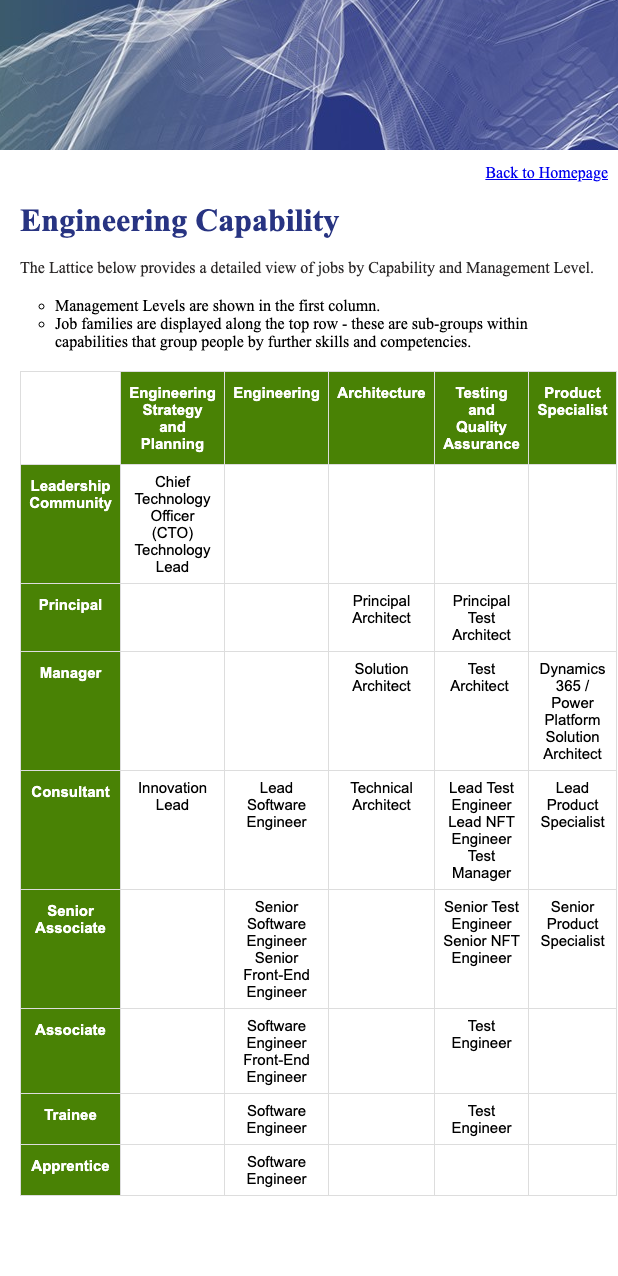 Back to Homepage
Engineering Capability
The Lattice below provides a detailed view of jobs by Capability and Management Level.
Management Levels are shown in the first column.
Job families are displayed along the top row - these are sub-groups within
capabilities that group people by further skills and competencies.
Engineering
Strategy
and
Planning
Engineering
Architecture
Testing
and
Quality
Assurance
Product
Specialist
Leadership
Community
Chief
Technology
Officer
(CTO)
Technology
Lead
Principal
Principal
Architect
Principal
Test
Architect
Manager
Solution
Architect
Test
Architect
Dynamics
365 /
Power
Platform
Solution
Architect
Consultant
Innovation
Lead
Lead
Software
Engineer
Technical
Architect
Lead Test
Engineer
Lead NFT
Engineer
Test
Manager
Lead
Product
Specialist
Senior
Associate
Senior
Software
Engineer
Senior
Front-End
Engineer
Senior Test
Engineer
Senior NFT
Engineer
Senior
Product
Specialist
Associate
Software
Engineer
Front-End
Engineer
Test
Engineer
Trainee
Software
Engineer
Test
Engineer
Apprentice
Software
Engineer